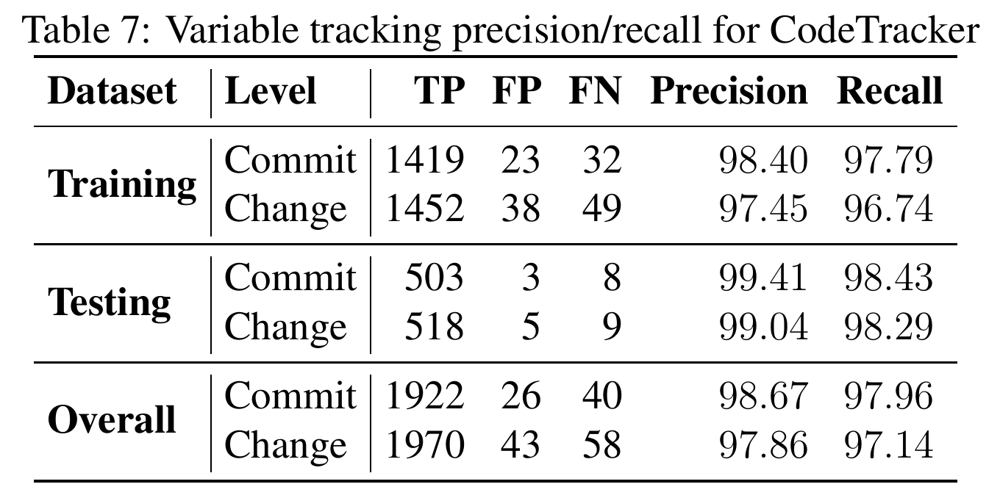 Table 7: Variable tracking precision/recall for CodeTracker
Dataset Level TP FP FN Precision Recall
Training Commit 1419 23 32 98.40 97.79
Change 1452 38 49 97.45 96.74
Testing Commit 503 3 8 99.41 98.43
Change 518 5 9 99.04 98.29
Overall Commit 1922 26 40 98.67 97.96
Change 1970 43 58 97.86 97.14